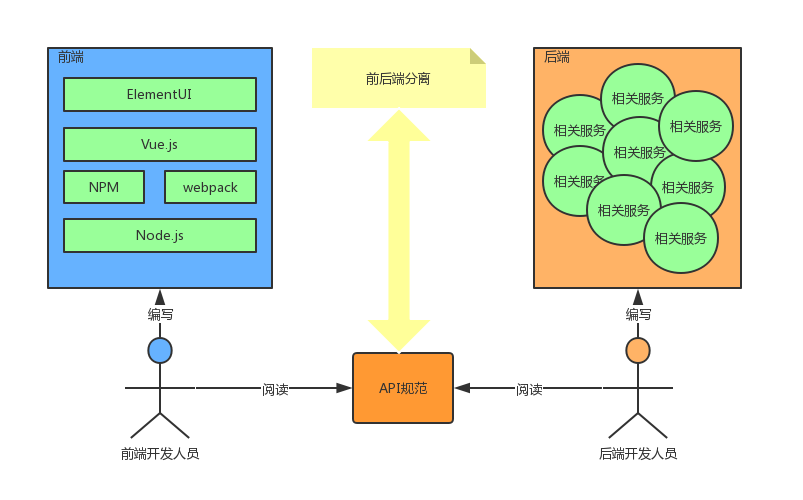 前端
ElementUI
Vue.js
NPM
webpack
Node.js
前后端分离
后端
相关服务
相关服务
相关服务
相关服务
相关服务
相关服务
相关服务
相关服务
编写
编写
阅读
API规范
阅读
前端开发人员
后端开发人员